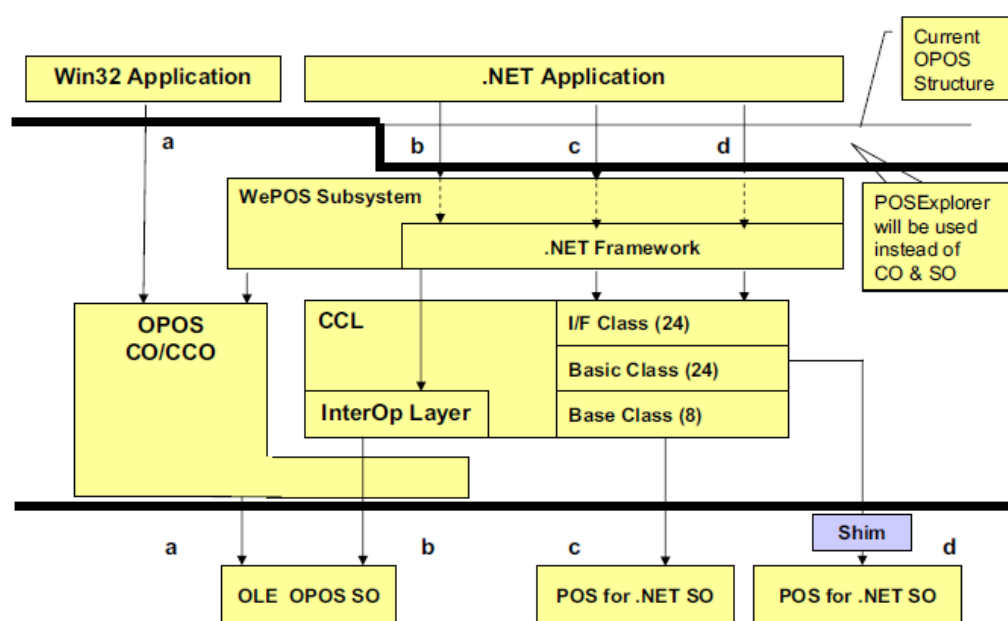 Current
OPOS
Structure
Win32 Application
.NET Application
a
b
c
d
WePOS Subsystem
.NET Framework
POSExplorer
will be used
instead of
CO & SO
OPOS
CO/CCO
CCL
I/F Class (24)
Basic Class (24)
InterOp Layer
Base Class (8)
Shim
a
b
c
d
OLE OPOS SO
POS for .NET SO
POS for .NET SO